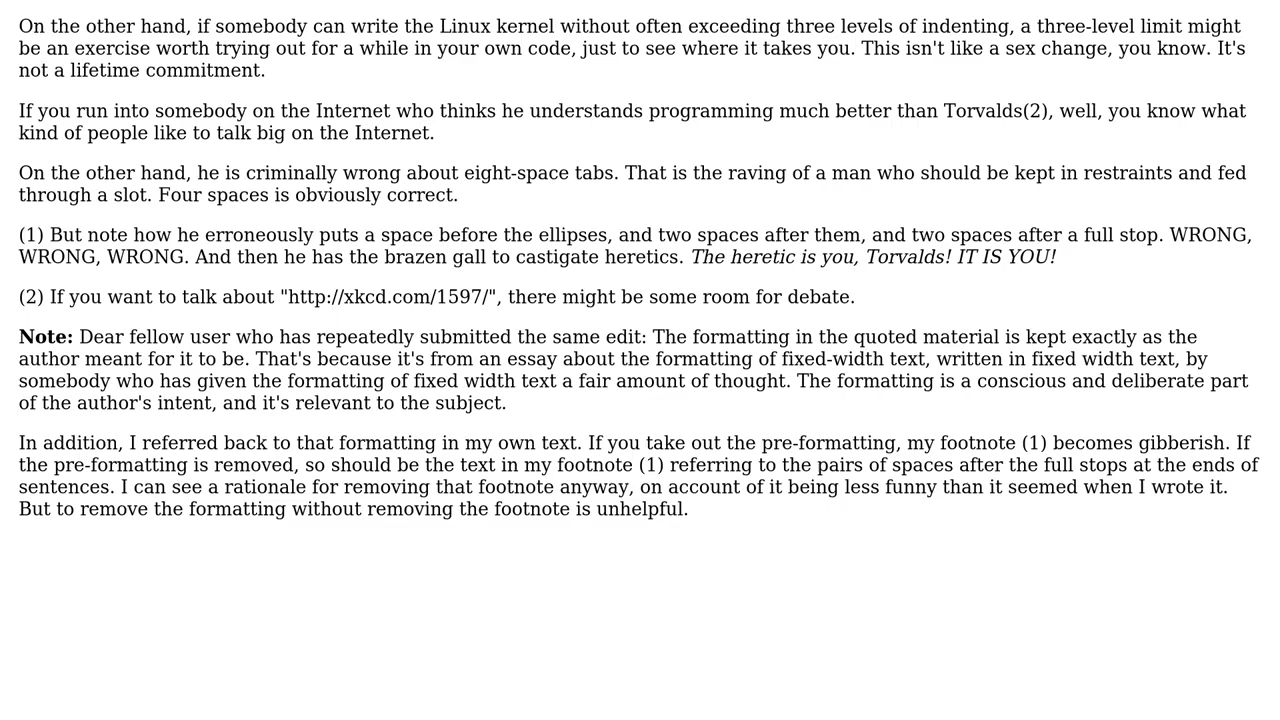 On the other hand, if somebody can write the Linux kernel without often exceeding three levels of indenting, a three-level limit might
be an exercise worth trying out for a while in your own code, just to see where it takes you. This isn't like a sex change, you know. It's
not a lifetime commitment.
If you run into somebody on the Internet who thinks he understands programming much better than Torvalds(2), well, you know what
kind of people like to talk big on the Internet.
On the other hand, he is criminally wrong about eight-space tabs. That is the raving of a man who should be kept in restraints and fed
through a slot. Four spaces is obviously correct.
(1) But note how he erroneously puts a space before the ellipses, and two spaces after them, and two spaces after a full stop. WRONG,
WRONG, WRONG. And then he has the brazen gall to castigate heretics. The heretic is you, Torvalds! IT IS YOU!
(2) If you want to talk about "http://xkcd.com/1597/", there might be some room for debate.
Note: Dear fellow user who has repeatedly submitted the same edit: The formatting in the quoted material is kept exactly as the
author meant for it to be. That's because it's from an essay about the formatting of fixed-width text, written in fixed width text, by
somebody who has given the formatting of fixed width text a fair amount of thought. The formatting is a conscious and deliberate part
of the author's intent, and it's relevant to the subject.
In addition, I referred back to that formatting in my own text. If you take out the pre-formatting, my footnote (1) becomes gibberish. If
the pre-formatting is removed, so should be the text in my footnote (1) referring to the pairs of spaces after the full stops at the ends of
sentences. I can see a rationale for removing that footnote anyway, on account of it being less funny than it seemed when I wrote it.
But to remove the formatting without removing the footnote is unhelpful.